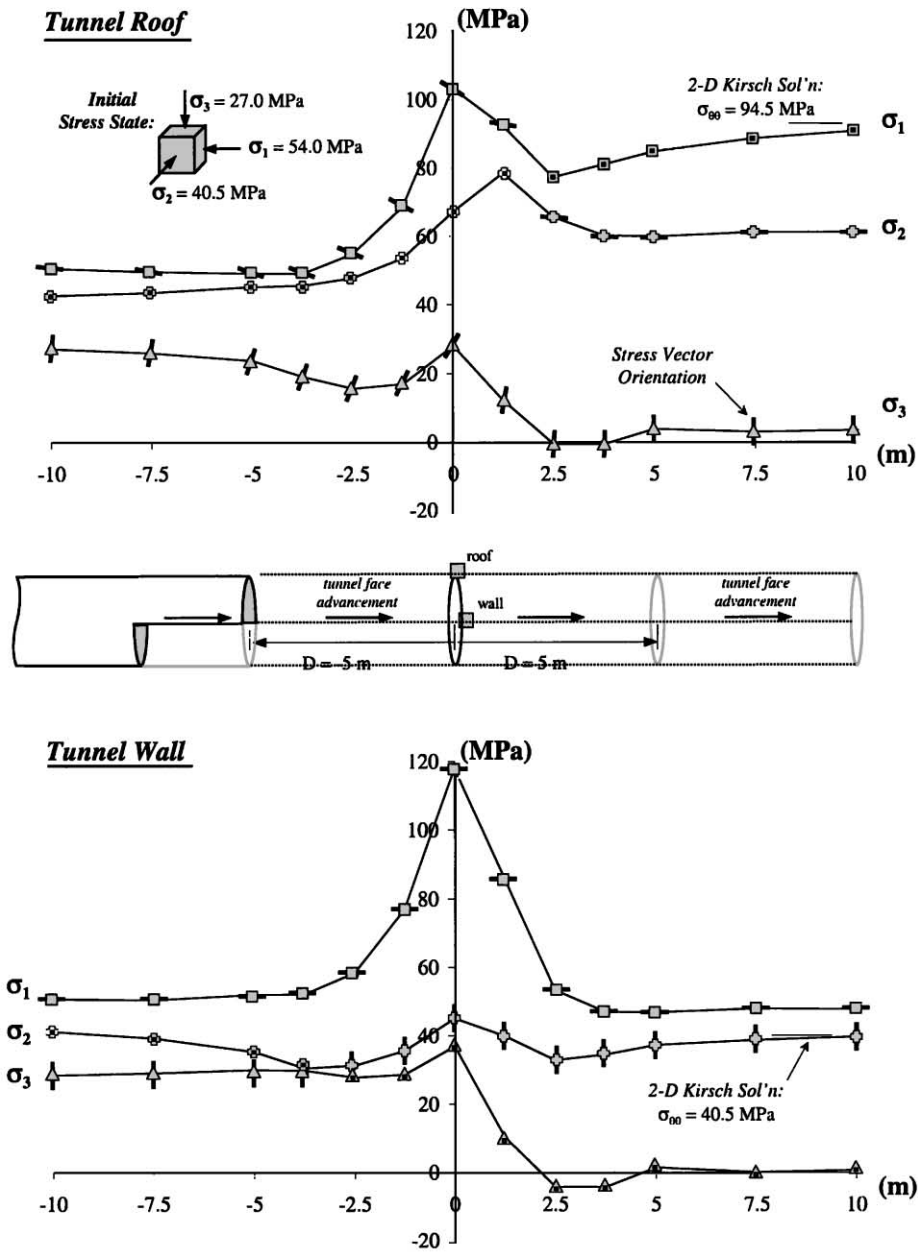 Tunnel Roof
(MPa)
120
100
80
60
40
20
0
-20
Initial
Stress State:
σ3 = 27.0 MPa
σ1 = 54.0 MPa
σ2 = 40.5 MPa
2-D Kirsch Sol'n:
σθθ = 94.5 MPa
σ1
σ2
Stress Vector
Orientation
σ3
(m)
-10 -7.5 -5 -2.5 0 2.5 5 7.5 10
roof
tunnel face
advancement
wall
tunnel face
advancement
D = -5 m
D = 5 m
Tunnel Wall
(MPa)
120
100
80
60
40
20
0
-20
σ1
σ2
σ3
2-D Kirsch Sol'n:
σθθ = 40.5 MPa
(m)
-10 -7.5 -5 -2.5 0 2.5 5 7.5 10